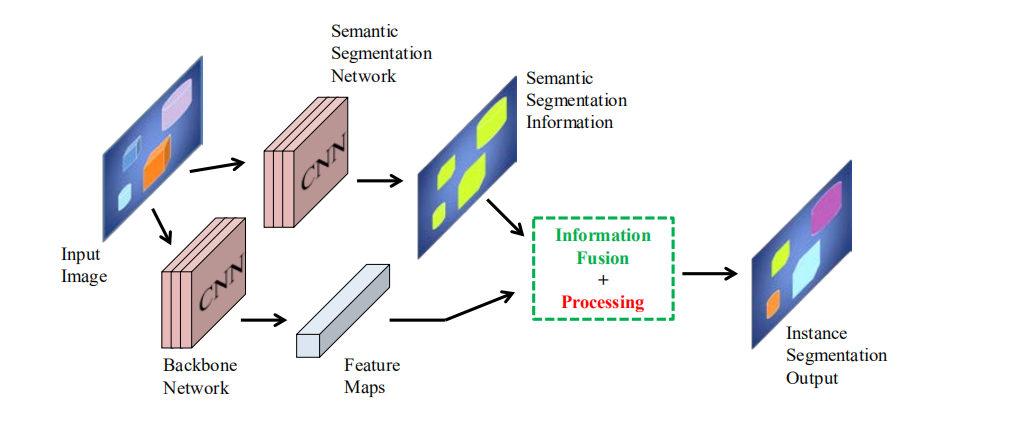 Semantic
Segmentation
Network
Semantic
Segmentation
Information
CNN
Input
Image
CNN
Information
Fusion
+
Processing
Backbone
Network
Feature
Maps
Instance
Segmentation
Output